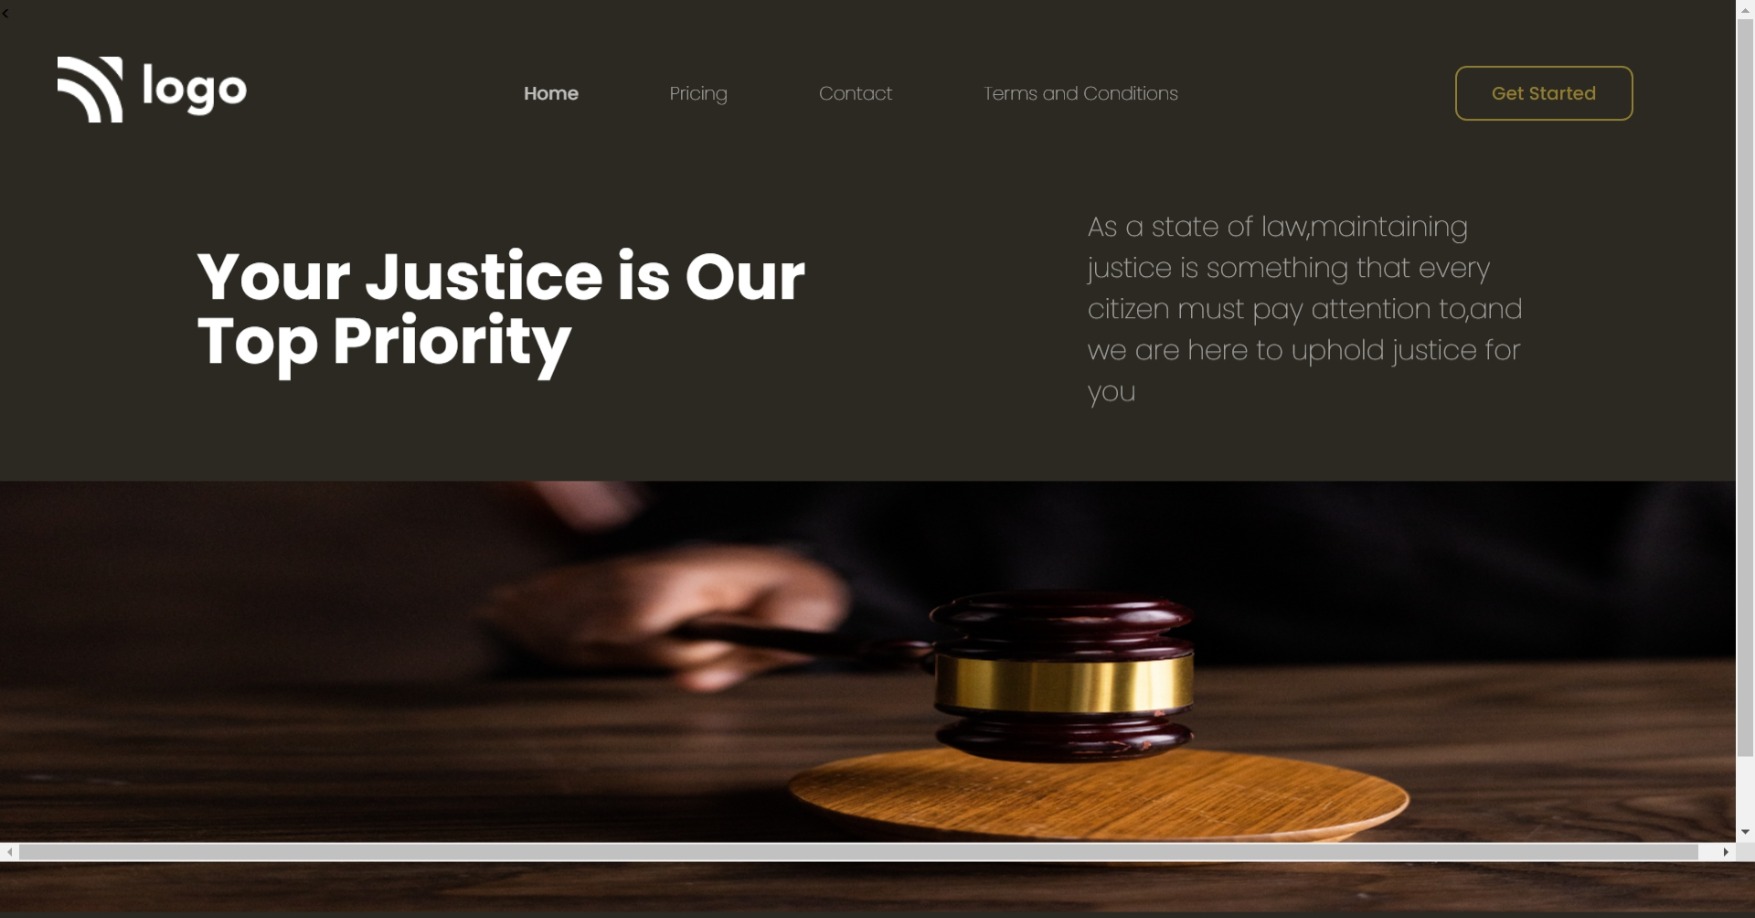 <
logo
Home Pricing Contact Terms and Conditions Get Started
Your Justice is Our
Top Priority
As a state of law,maintaining
justice is something that every
citizen must pay attention to,and
we are here to uphold justice for
you